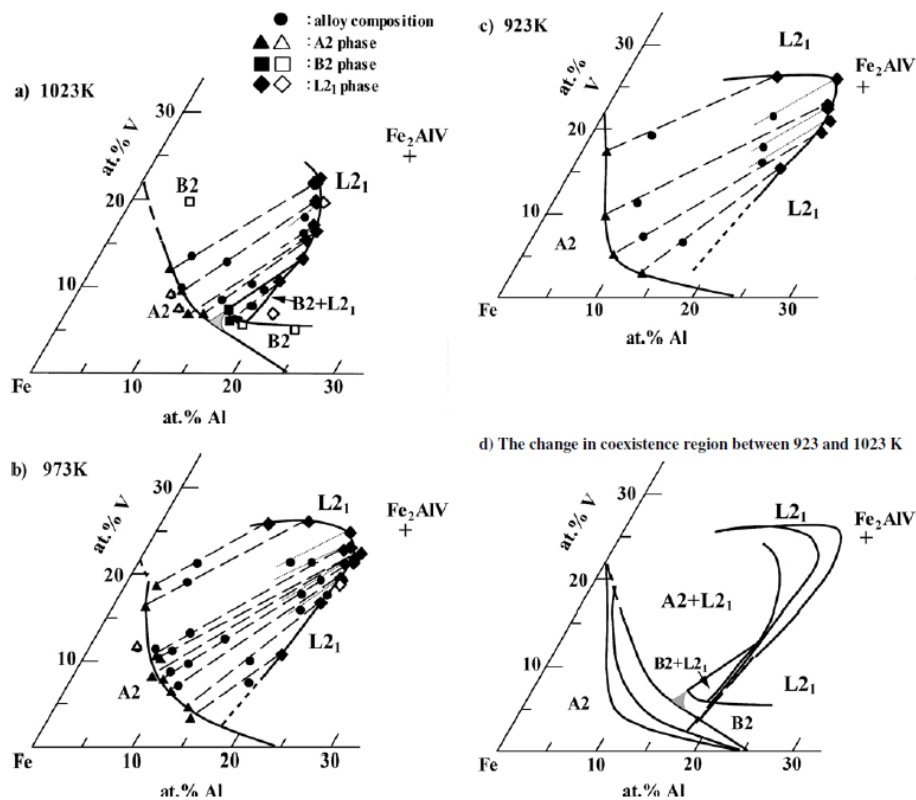 ● : alloy composition
▲ △ : A2 phase
■ □ : B2 phase
◆ ◇ : L2₁ phase
a) 1023K
30
20
10
at.% V
B2
Fe₂AlV
+
L2₁
A2
B2+L2₁
B2
Fe
10
20
30
at.% Al
b) 973K
30
20
10
at.% V
L2₁
Fe₂AlV
+
L2₁
A2
Fe
10
20
30
at.% Al
c) 923K
30
20
10
at.%
V
L2₁
Fe₂AlV
+
L2₁
A2
Fe
10
20
30
at.% Al
d) The change in coexistence region between 923 and 1023 K
30
20
10
at.% V
L2₁
Fe₂AlV
+
A2+L2₁
B2+L2₁
L2₁
A2
B2
Fe
10
20
30
at.% Al